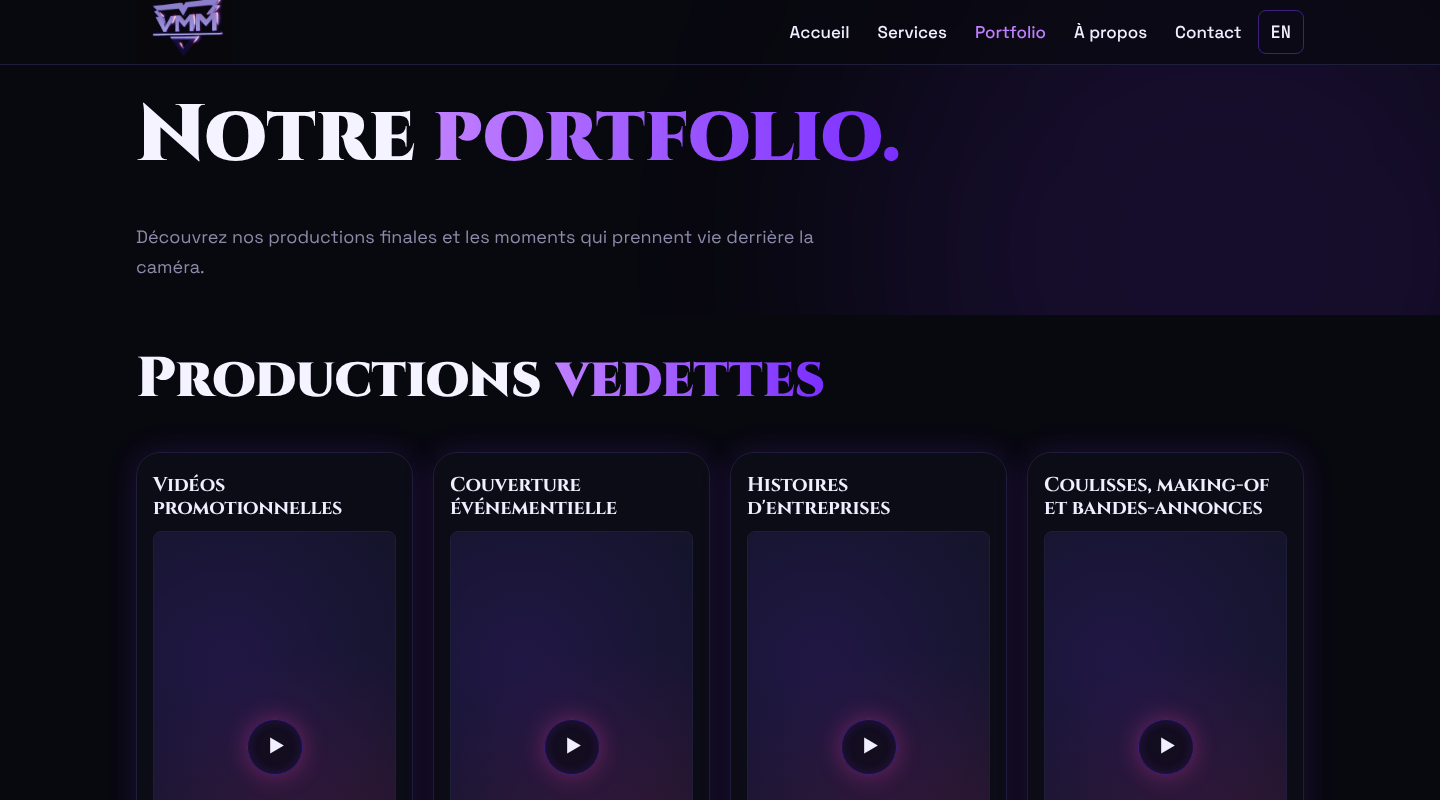 VMM
Accueil Services Portfolio À propos Contact EN
Notre portfolio.
Découvrez nos productions finales et les moments qui prennent vie derrière la
caméra.
Productions vedettes
Vidéos
promotionnelles
Couverture
événementielle
Histoires
d'entreprises
Coulisses, making-of
et bandes-annonces